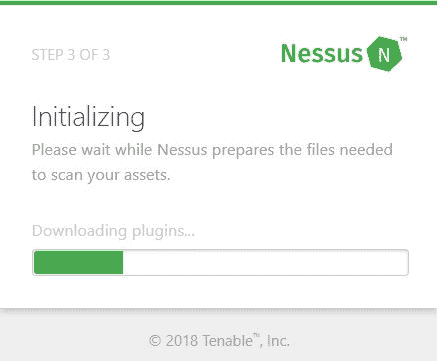 STEP 3 OF 3
Nessus N™
Initializing
Please wait while Nessus prepares the files needed
to scan your assets.
Downloading plugins...
© 2018 Tenable™, Inc.